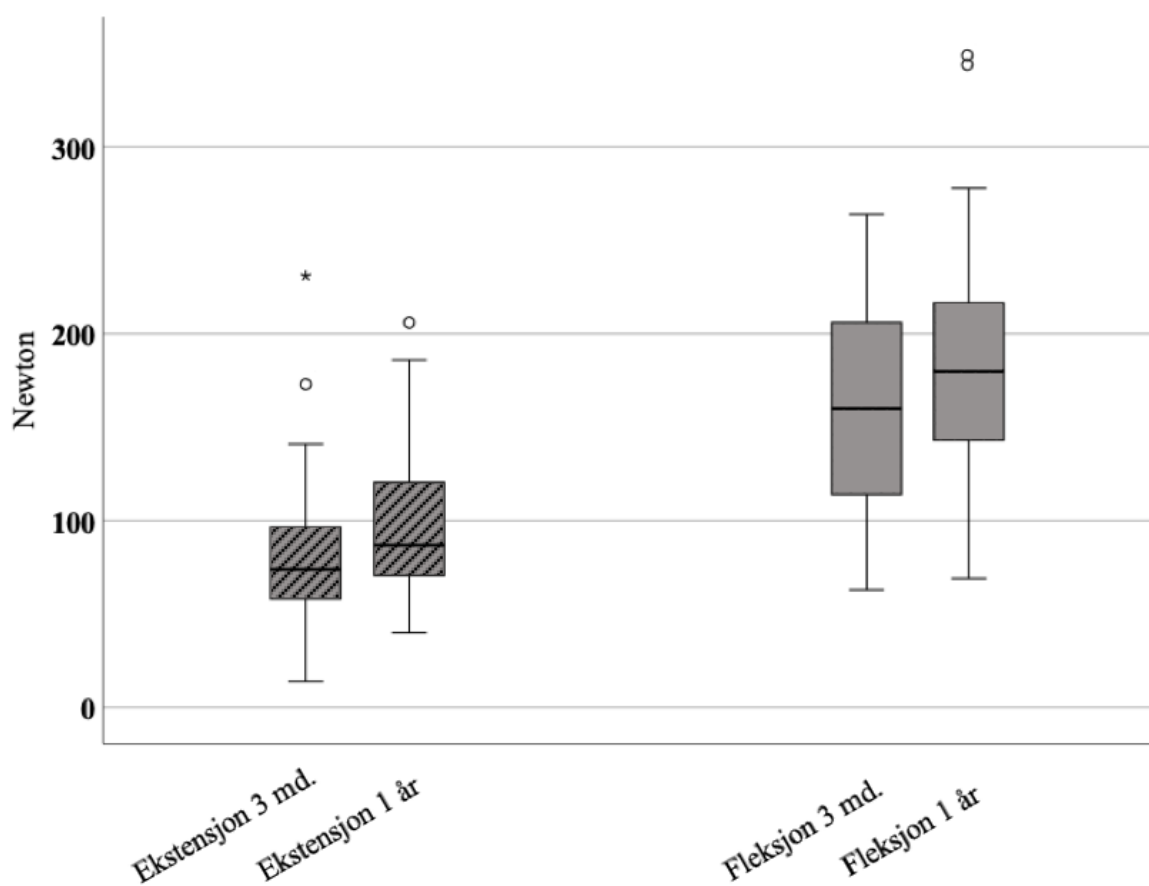 Newton
300
200
100
0
Ekstensjon 3 md.
Ekstensjon 1 år
Fleksjon 3 md.
Fleksjon 1 år